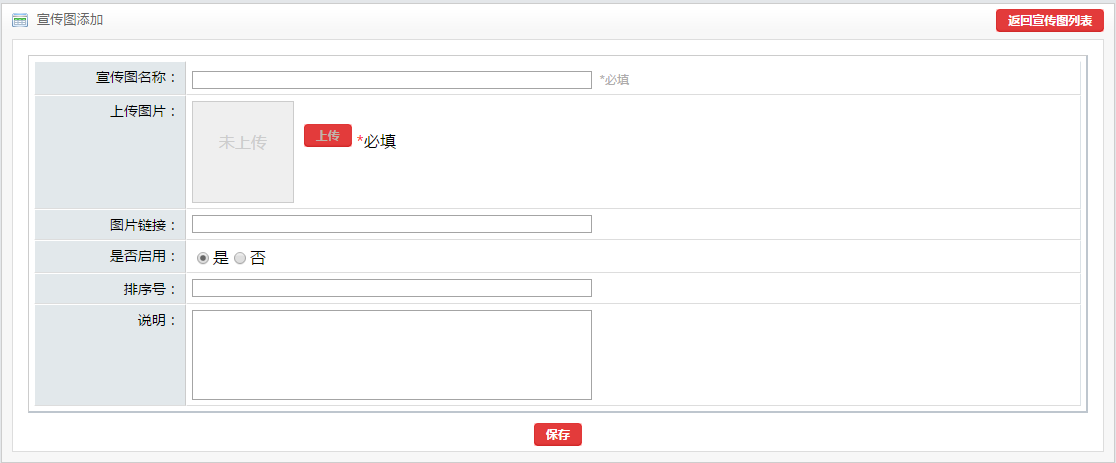 宣传图添加
返回宣传图列表
宣传图名称：
*必填
上传图片：
未上传
上传
*必填
图片链接：
是否启用：
是 否
排序号：
说明：
保存